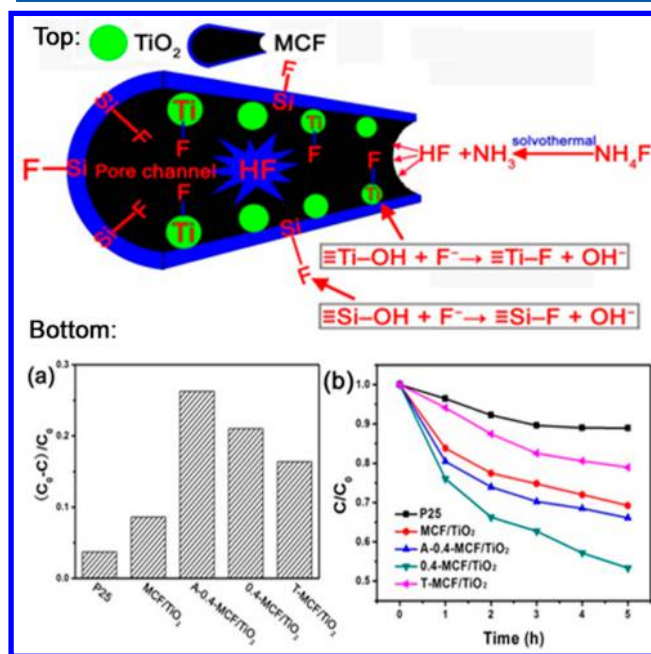 Top: TiO₂ MCF
F
Si
Si
F
Ti
F
Ti
F
F–Si
Pore channel
HF
F
HF +NH₃
solvothermal
NH₄F
F
Ti
Ti
F
Si
Si
F
≡Ti–OH + F⁻→ ≡Ti–F + OH⁻
≡Si–OH + F⁻→ ≡Si–F + OH⁻
Bottom:
(a)
(C₀-C)/C₀
0.3
0.2
0.1
0.0
P25
MCF/TiO₂
A-0.4-MCF/TiO₂
0.4-MCF/TiO₂
T-MCF/TiO₂
(b)
C/C₀
1.0
0.9
0.8
0.7
0.6
0.5
P25
MCF/TiO₂
A-0.4-MCF/TiO₂
0.4-MCF/TiO₂
T-MCF/TiO₂
0 1 2 3 4 5
Time (h)